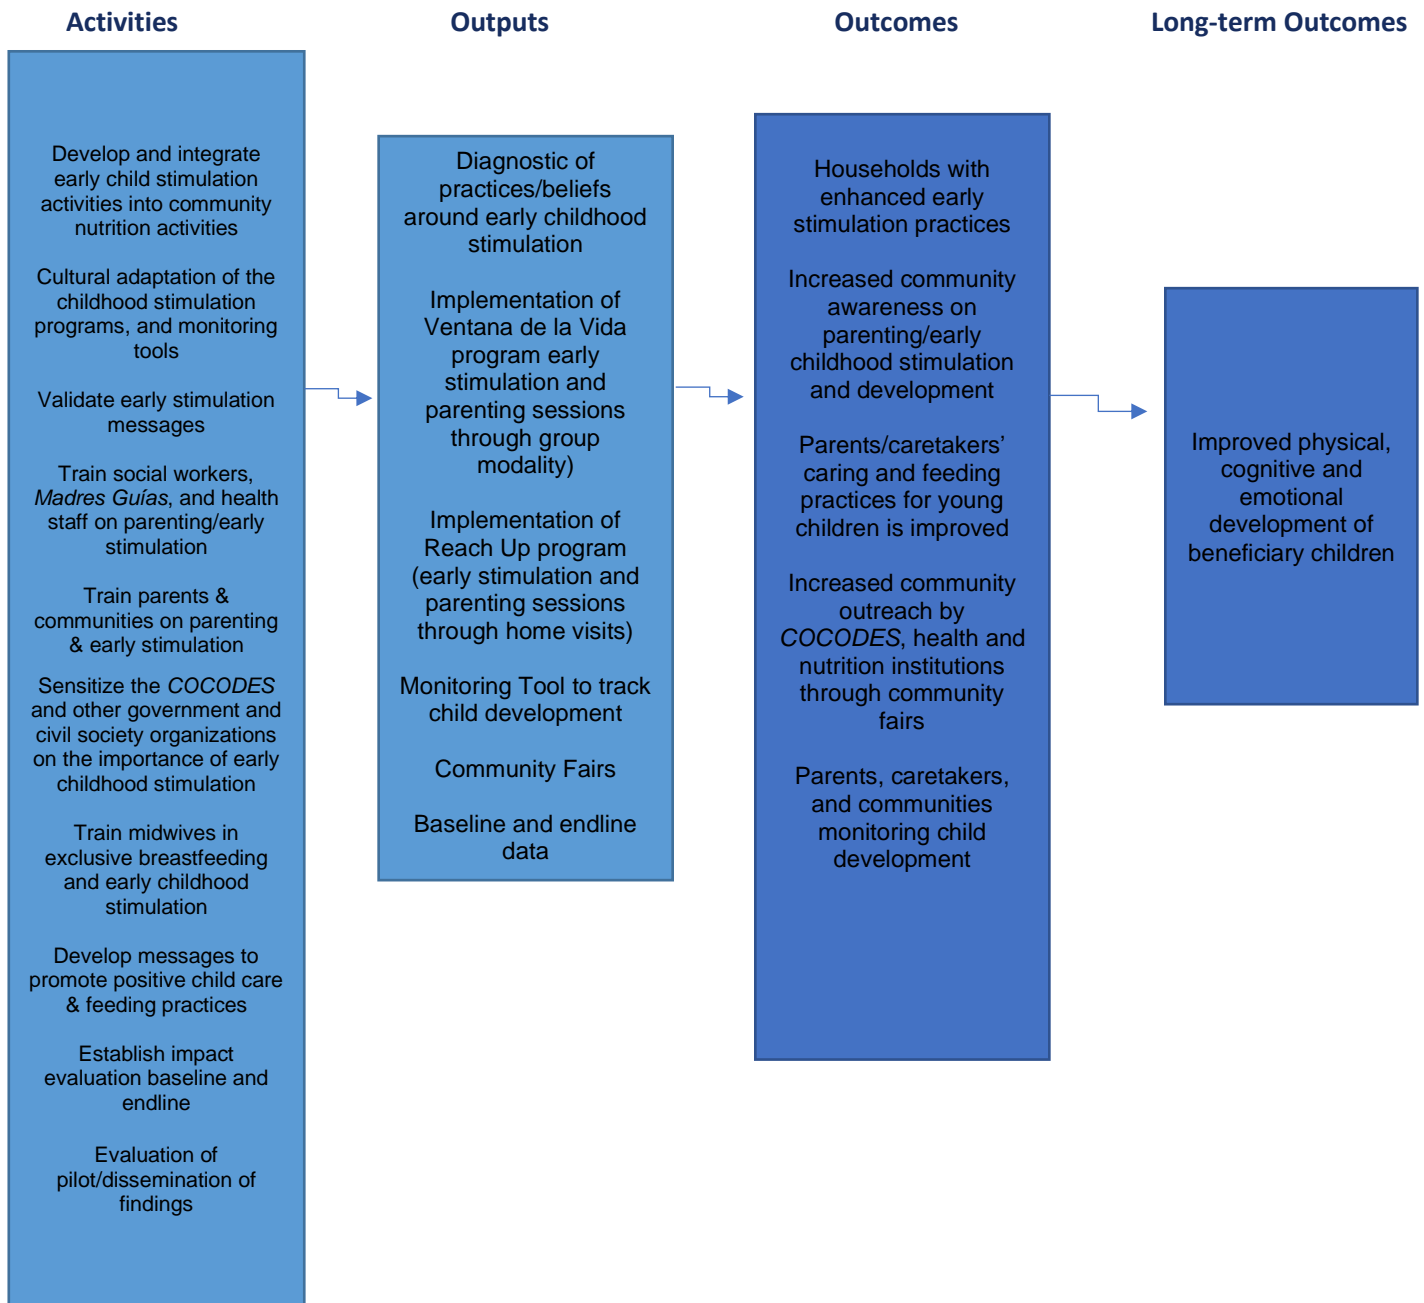 Activities
Outputs
Outcomes
Long-term Outcomes
Develop and integrate
early child stimulation
activities into community
nutrition activities
Cultural adaptation of the
childhood stimulation
programs, and monitoring
tools
Validate early stimulation
messages
Train social workers,
Madres Guías, and health
staff on parenting/early
stimulation
Train parents &
communities on parenting
& early stimulation
Sensitize the COCODES
and other government and
civil society organizations
on the importance of early
childhood stimulation
Train midwives in
exclusive breastfeeding
and early childhood
stimulation
Develop messages to
promote positive child care
& feeding practices
Establish impact
evaluation baseline and
endline
Evaluation of
pilot/dissemination of
findings
Diagnostic of
practices/beliefs
around early childhood
stimulation
Implementation of
Ventana de la Vida
program early
stimulation and
parenting sessions
through group
modality)
Implementation of
Reach Up program
(early stimulation and
parenting sessions
through home visits)
Monitoring Tool to track
child development
Community Fairs
Baseline and endline
data
Households with
enhanced early
stimulation practices
Increased community
awareness on
parenting/early
childhood stimulation
and development
Parents/caretakers’
caring and feeding
practices for young
children is improved
Increased community
outreach by
COCODES, health and
nutrition institutions
through community
fairs
Parents, caretakers,
and communities
monitoring child
development
Improved physical,
cognitive and
emotional
development of
beneficiary children